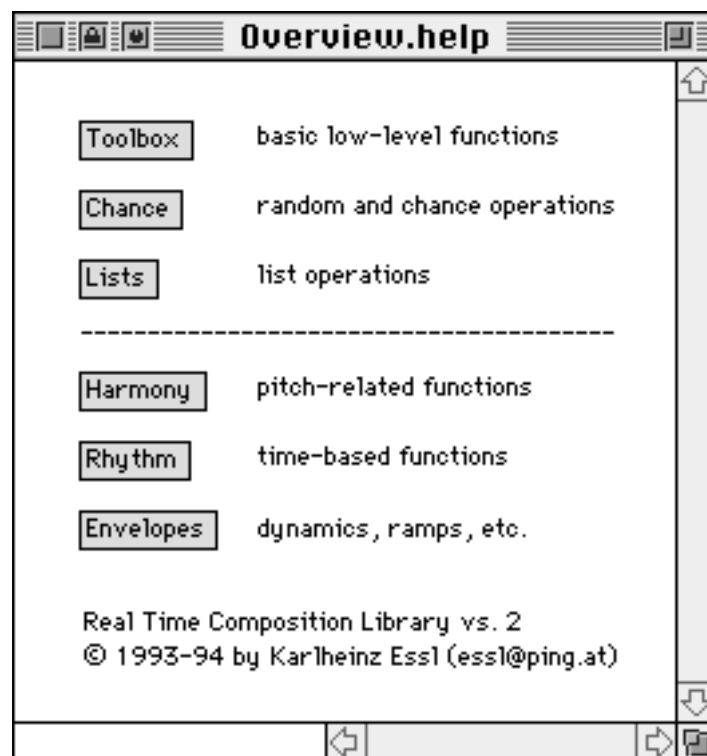 Overview.help
Toolbox basic low-level functions
Chance random and chance operations
Lists list operations
----------------------------------------
Harmony pitch-related functions
Rhythm time-based functions
Envelopes dynamics, ramps, etc.
Real Time Composition Library vs. 2
© 1993-94 by Karlheinz Essl (essl@ping.at)